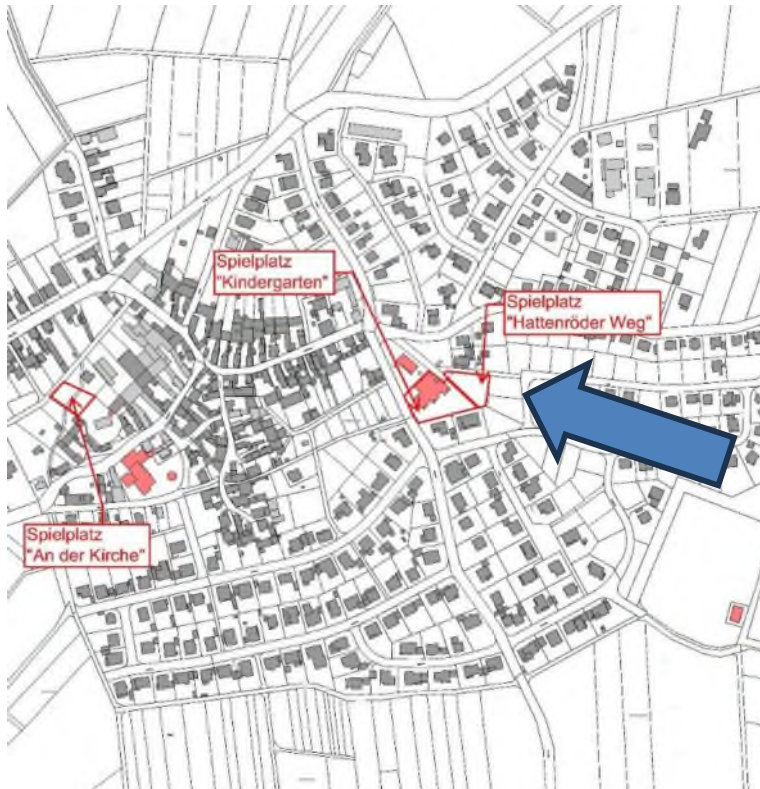 Spielplatz
"Kindergarten"
Spielplatz
"Hattenröder Weg"
Spielplatz
"An der Kirche"